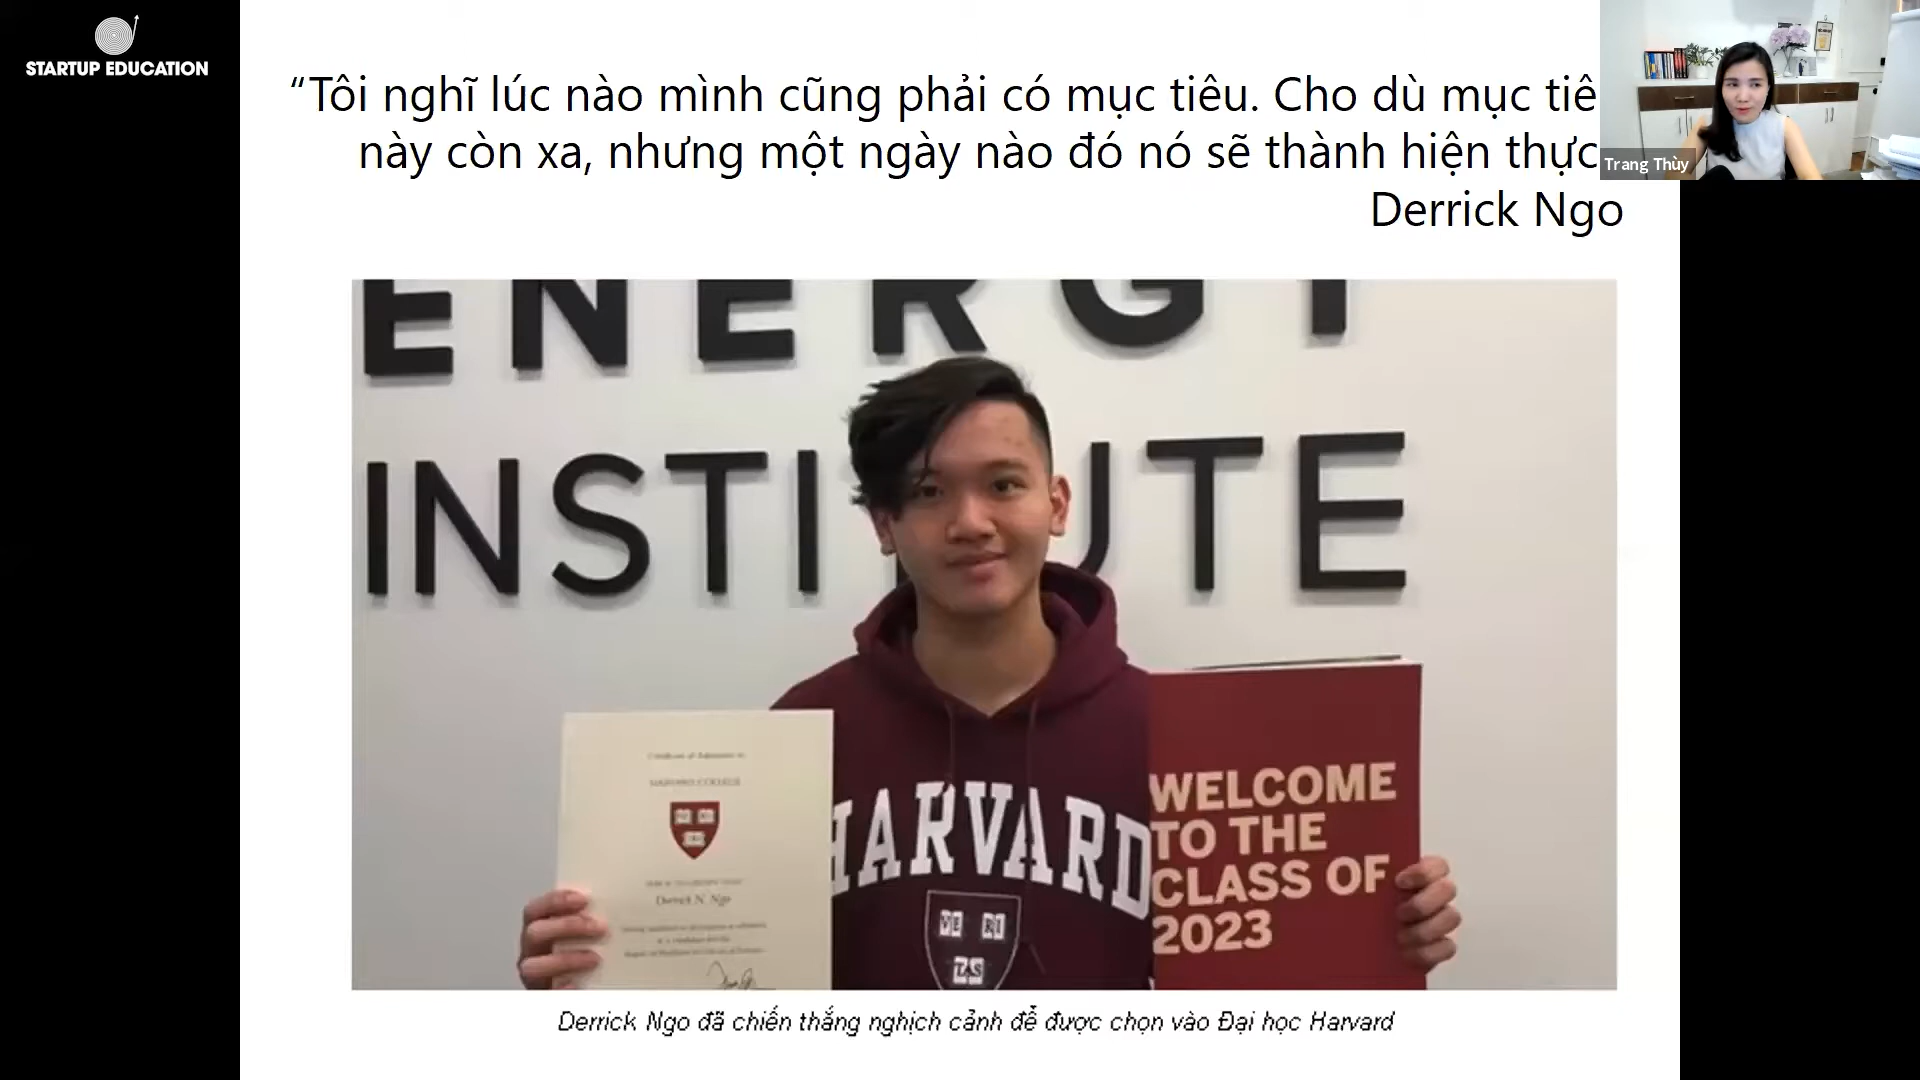 STARTUP EDUCATION
“Tôi nghĩ lúc nào mình cũng phải có mục tiê
này còn xa, nhưng một ngày nào đó nó sẽ thành hiện thực
Derrick Ngo
Trang Thùy
ENERGY
INSTITUTE
HARVARD
VE RI
TAS
HARVARD COLLEGE
Derrick N. Ngo
WELCOME
TO THE
CLASS OF
2023
Derrick Ngo đã chiến thắng nghịch cảnh để được chọn vào Đại học Harvard